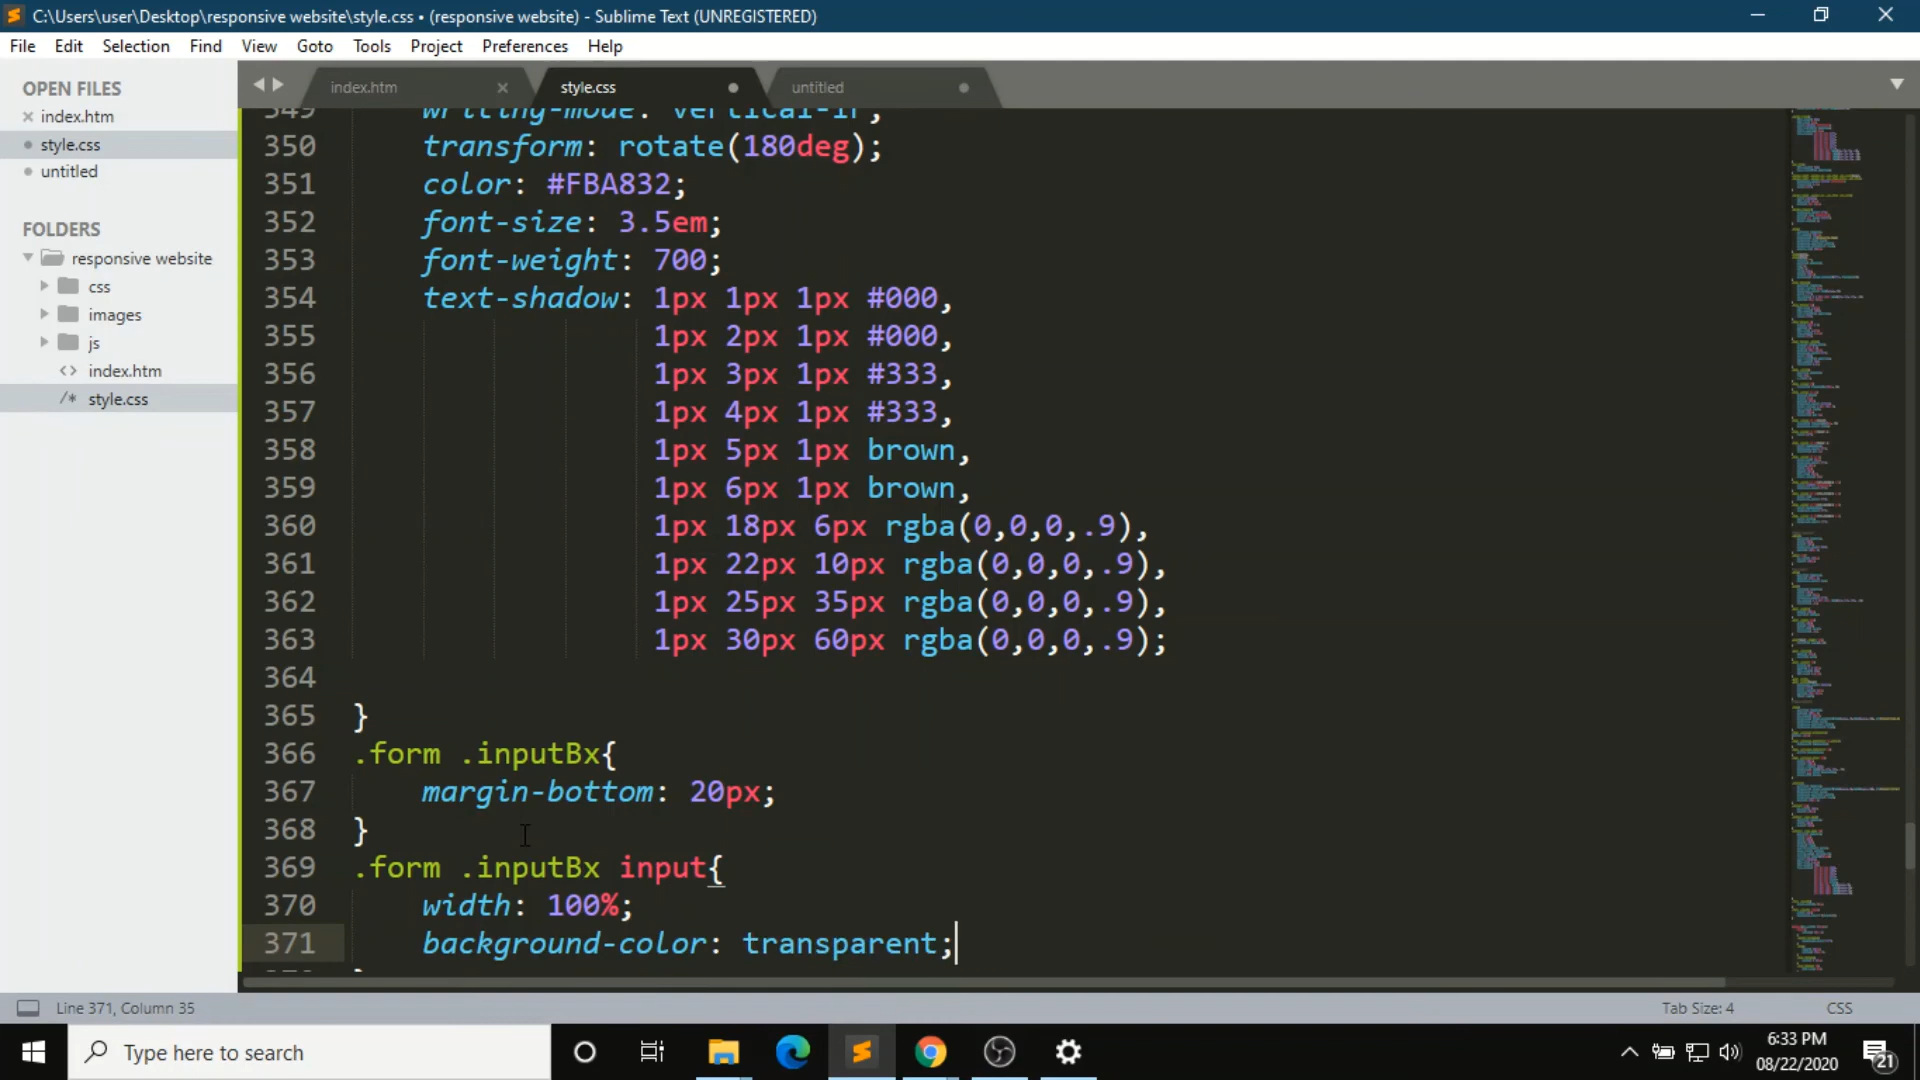 C:\Users\user\Desktop\responsive website\style.css • (responsive website) - Sublime Text (UNREGISTERED)
File Edit Selection Find View Goto Tools Project Preferences Help
OPEN FILES
index.htm
style.css
untitled
FOLDERS
responsive website
css
images
js
index.htm
style.css
index.htm style.css untitled
349 writing-mode: vertical-lr;
350 transform: rotate(180deg);
351 color: #FBA832;
352 font-size: 3.5em;
353 font-weight: 700;
354 text-shadow: 1px 1px 1px #000,
355 1px 2px 1px #000,
356 1px 3px 1px #333,
357 1px 4px 1px #333,
358 1px 5px 1px brown,
359 1px 6px 1px brown,
360 1px 18px 6px rgba(0,0,0,.9),
361 1px 22px 10px rgba(0,0,0,.9),
362 1px 25px 35px rgba(0,0,0,.9),
363 1px 30px 60px rgba(0,0,0,.9);
364
365 }
366 .form .inputBx{
367 margin-bottom: 20px;
368 }
369 .form .inputBx input{
370 width: 100%;
371 background-color: transparent;
Line 371, Column 35 Tab Size: 4 CSS
Type here to search
6:33 PM
08/22/2020
21